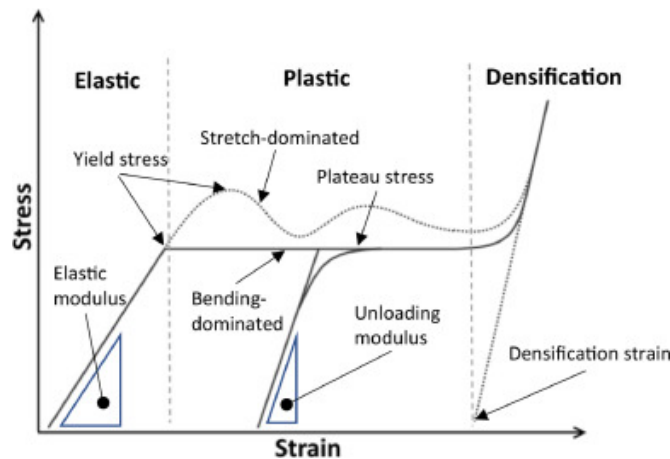 Elastic
Plastic
Densification
Stretch-dominated
Yield stress
Plateau stress
Stress
Elastic
modulus
Bending-
dominated
Unloading
modulus
Densification strain
Strain